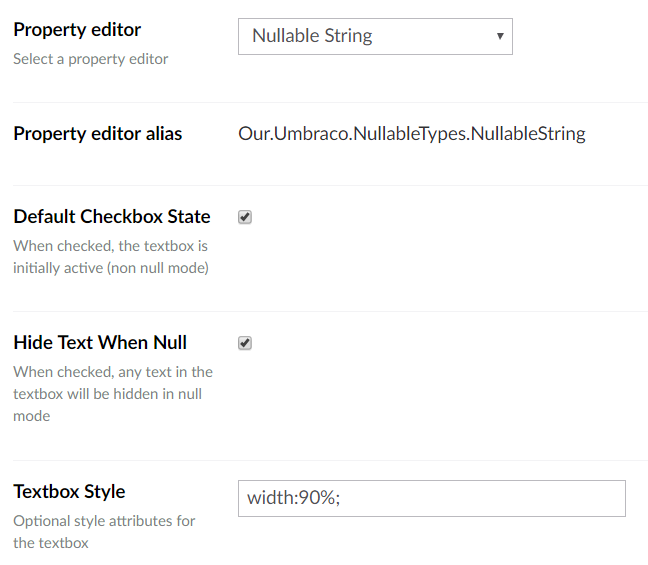 Property editor
Nullable String
Select a property editor
Property editor alias
Our.Umbraco.NullableTypes.NullableString
Default Checkbox State
When checked, the textbox is
initially active (non null mode)
Hide Text When Null
When checked, any text in the
textbox will be hidden in null
mode
Textbox Style
width:90%;
Optional style attributes for
the textbox